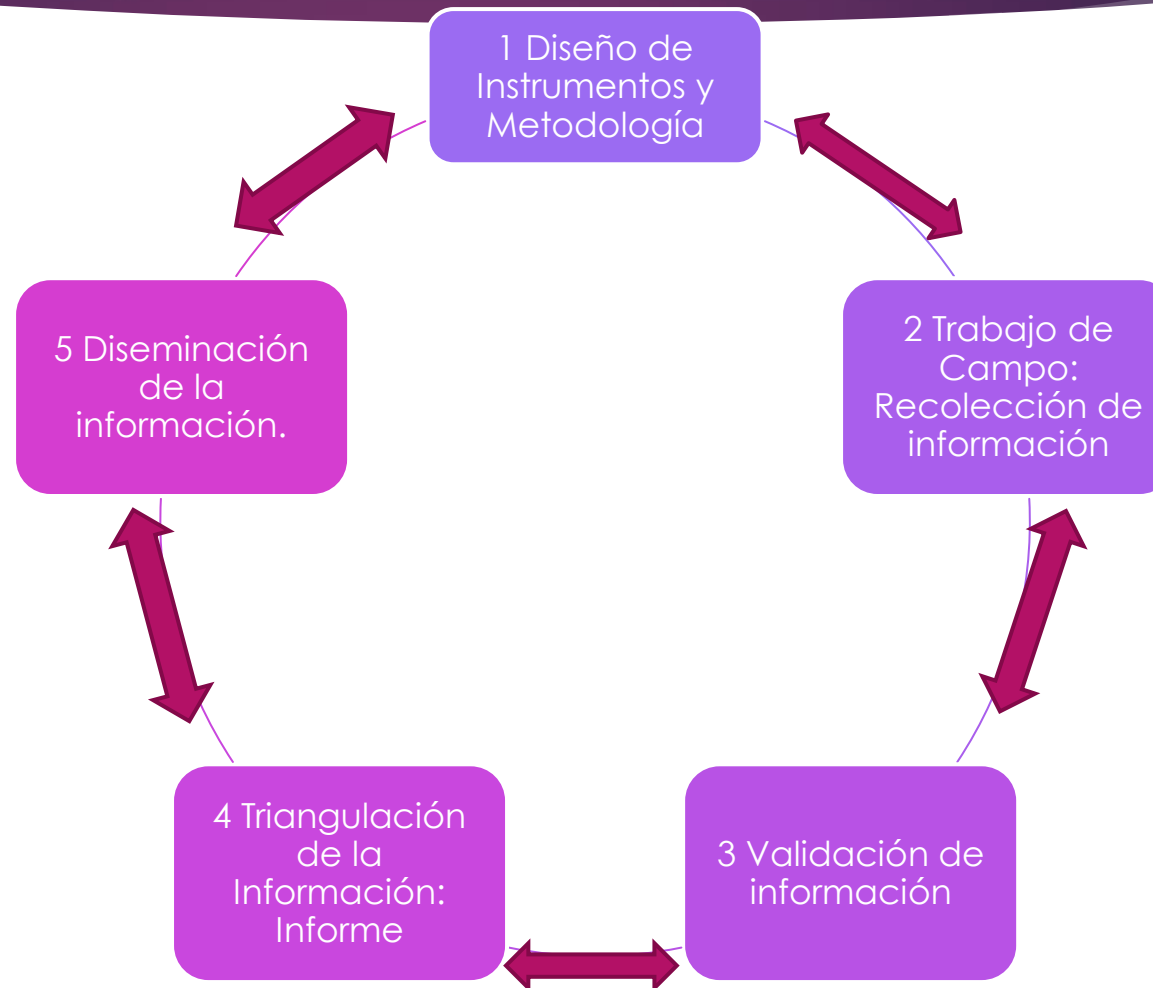 1 Diseño de
Instrumentos y
Metodología
2 Trabajo de
Campo:
Recolección de
información
3 Validación de
información
4 Triangulación
de la
Información:
Informe
5 Diseminación
de la
información.